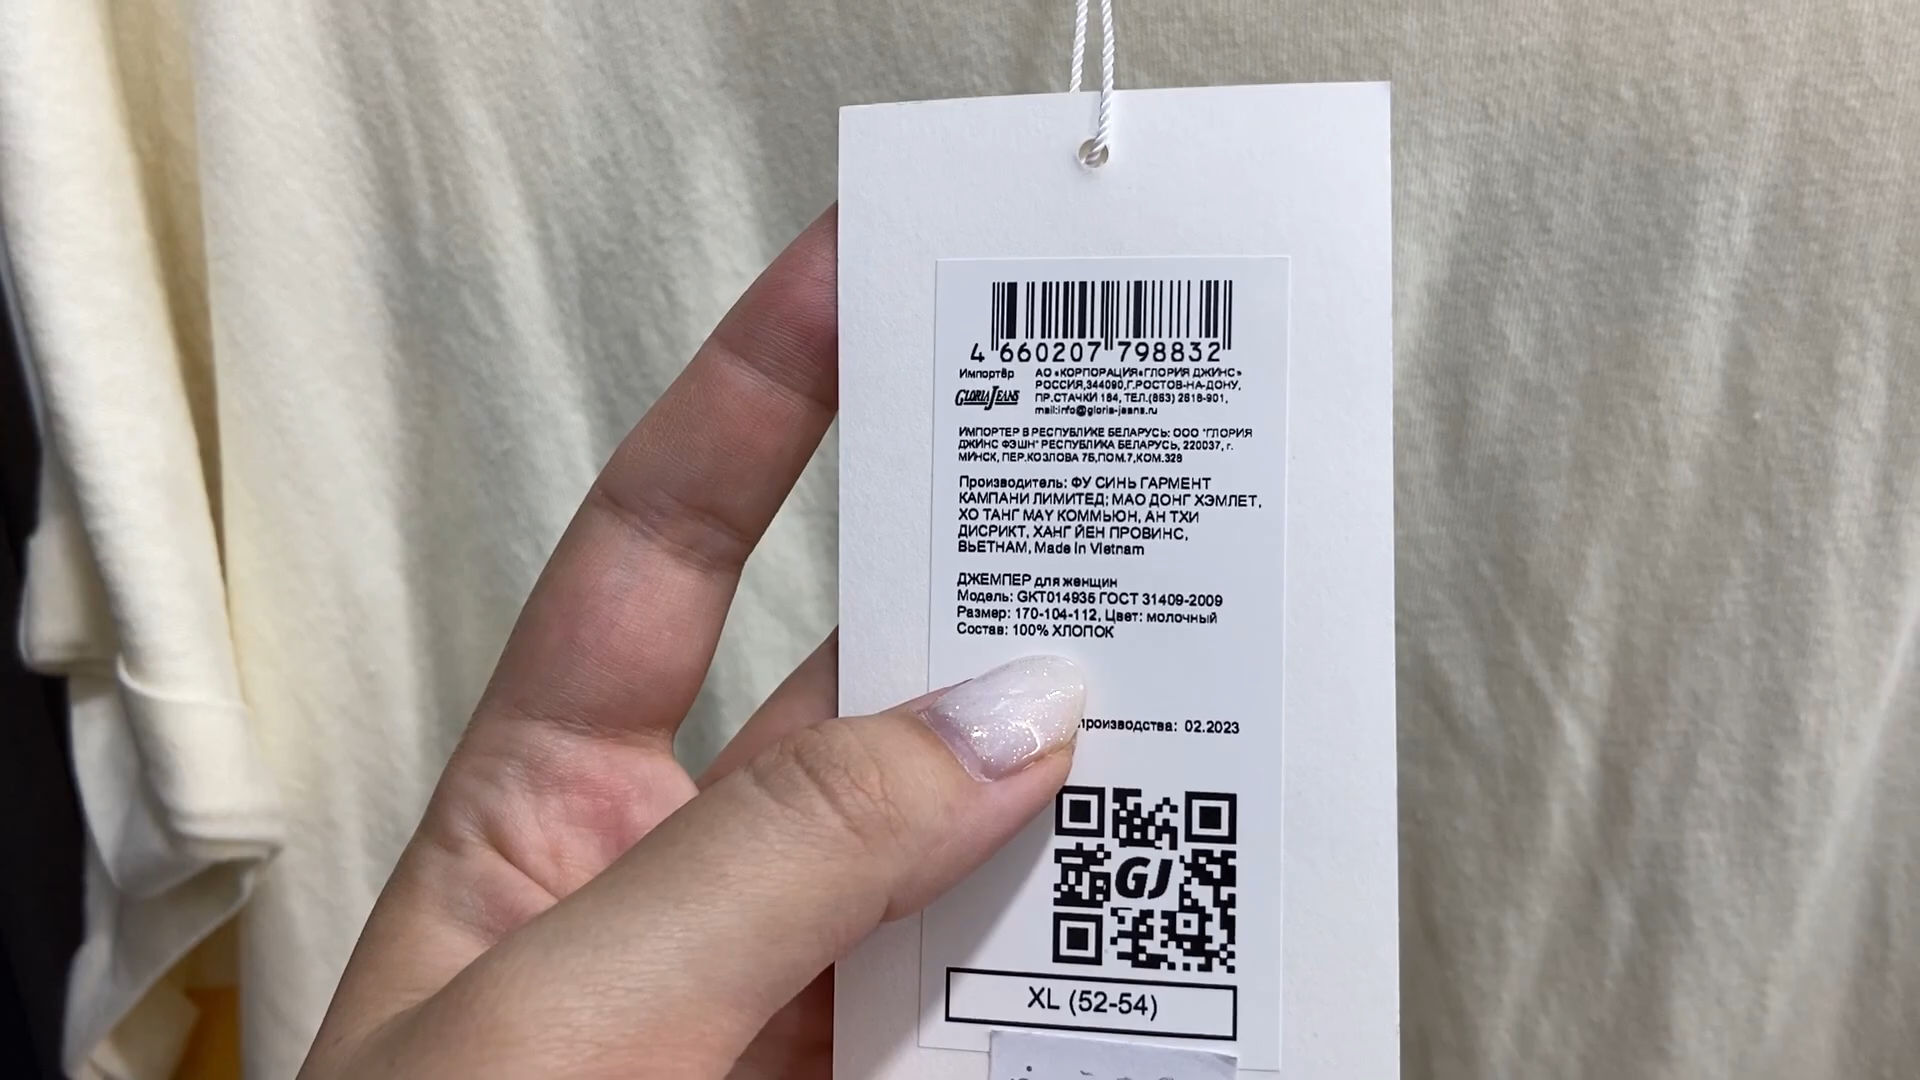 4 660207 798832
Импортёр
GLORIA JEANS
АО «КОРПОРАЦИЯ«ГЛОРИЯ ДЖИНС»
РОССИЯ,344090,Г.РОСТОВ-НА-ДОНУ,
ПР.СТАЧКИ 184, ТЕЛ.(863) 2618-901,
mail:info@gloria-jeans.ru
ИМПОРТЕР В РЕСПУБЛИКЕ БЕЛАРУСЬ: ООО "ГЛОРИЯ
ДЖИНС ФЭШН" РЕСПУБЛИКА БЕЛАРУСЬ, 220037, г.
МИНСК, ПЕР.КОЗЛОВА 7Б,ПОМ.7,КОМ.328
Производитель: ФУ СИНЬ ГАРМЕНТ
КАМПАНИ ЛИМИТЕД; МАО ДОНГ ХЭМЛЕТ,
ХО ТАНГ MAY КОММЬЮН, АН ТХИ
ДИСРИКТ, ХАНГ ЙЕН ПРОВИНС,
ВЬЕТНАМ, Made in Vietnam
ДЖЕМПЕР для женщин
Модель: GKT014935 ГОСТ 31409-2009
Размер: 170-104-112, Цвет: молочный
Состав: 100% ХЛОПОК
производства: 02.2023
GJ
XL (52-54)